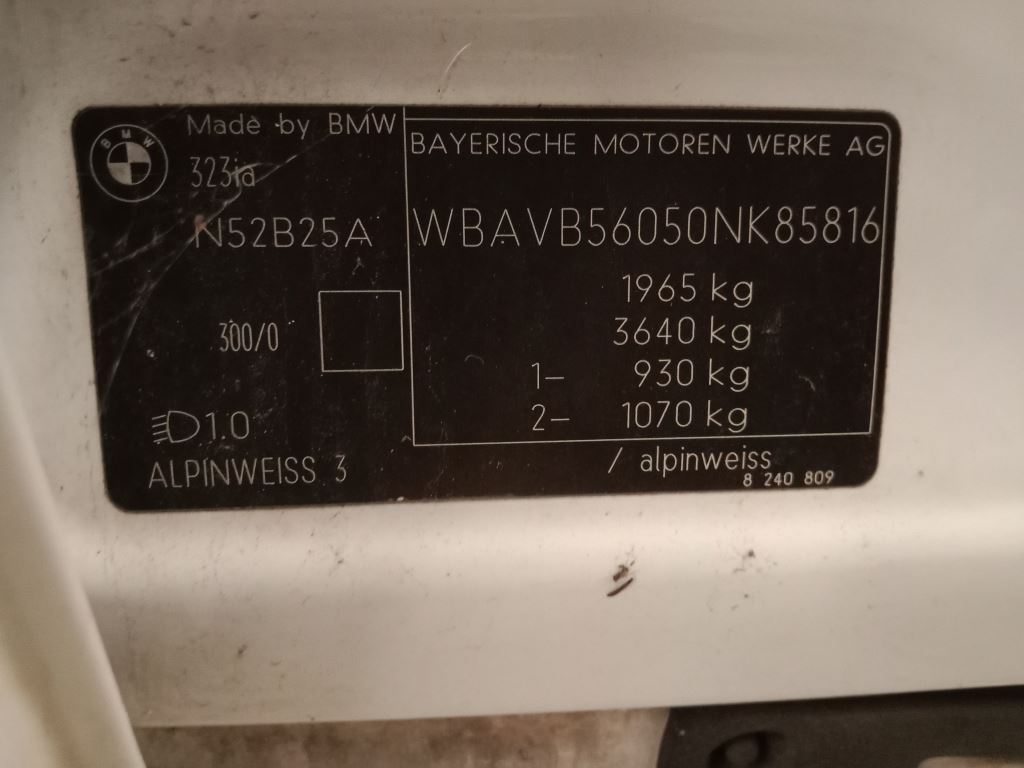 BMW
Made by BMW
323ia
N52B25A
300/0
1.0
ALPINWEISS 3
BAYERISCHE MOTOREN WERKE AG
WBAVB56050NK85816
1965 kg
3640 kg
1- 930 kg
2- 1070 kg
/ alpinweiss
8 240 809